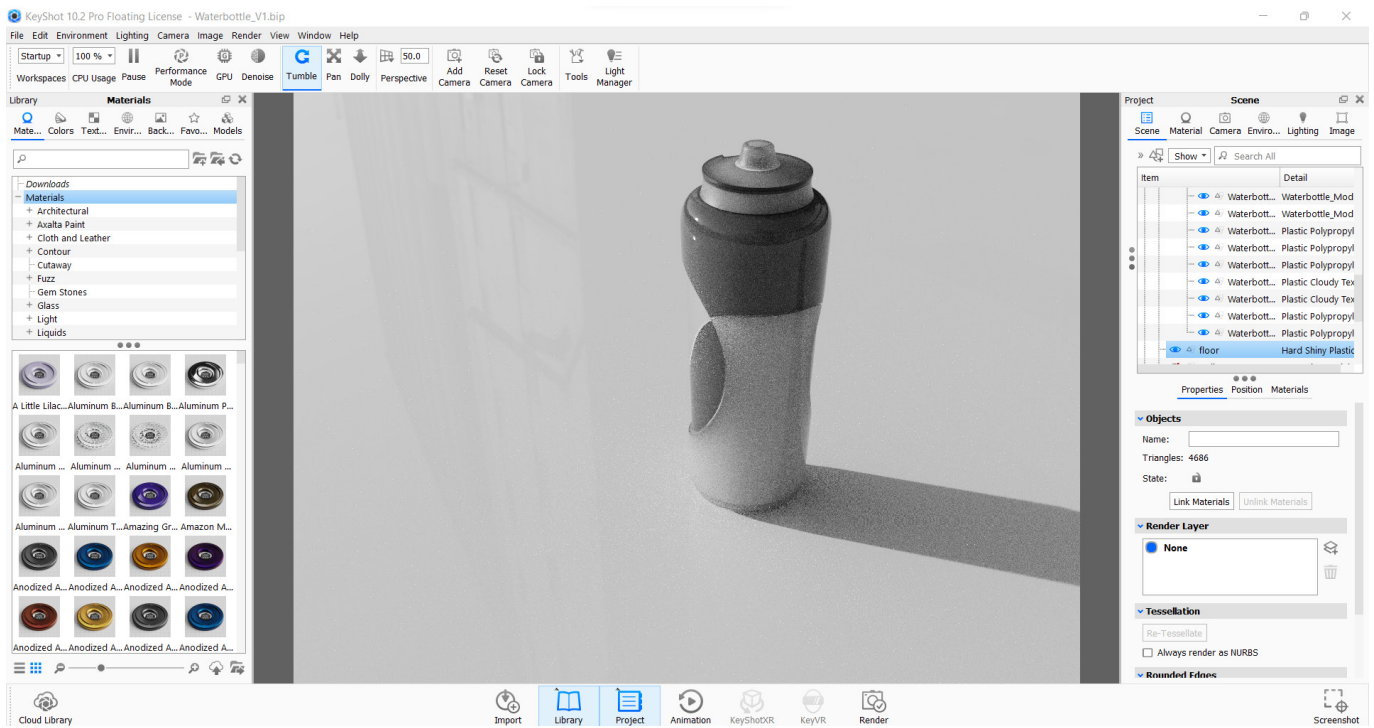 KeyShot 10.2 Pro Floating License - Waterbottle_V1.bip
File Edit Environment Lighting Camera Image Render View Window Help
Startup 100 % 50.0
Workspaces CPU Usage Pause Performance Mode GPU Denoise Tumble Pan Dolly Perspective Add Camera Reset Camera Lock Camera Tools Light Manager
Library Materials
Mate... Colors Text... Envir... Back... Favo... Models
Downloads
Materials
Architectural
Axalta Paint
Cloth and Leather
Contour
Cutaway
Fuzz
Gem Stones
Glass
Light
Liquids
A Little Lilac... Aluminum B... Aluminum B... Aluminum P...
Aluminum ... Aluminum ... Aluminum ... Aluminum ...
Aluminum ... Aluminum T... Amazing Gr... Amazon M...
Anodized A... Anodized A... Anodized A... Anodized A...
Anodized A... Anodized A... Anodized A... Anodized A...
Project Scene
Scene Material Camera Enviro... Lighting Image
Show Search All
Item Detail
Waterbott... Waterbottle_Mod
Waterbott... Waterbottle_Mod
Waterbott... Plastic Polypropyl
Waterbott... Plastic Polypropyl
Waterbott... Plastic Polypropyl
Waterbott... Plastic Cloudy Tex
Waterbott... Plastic Cloudy Tex
Waterbott... Plastic Polypropyl
Waterbott... Plastic Polypropyl
floor Hard Shiny Plastic
Properties Position Materials
Objects
Name:
Triangles: 4686
State:
Link Materials Unlink Materials
Render Layer
None
Tessellation
Re-Tessellate
Always render as NURBS
Rounded Edges
Cloud Library Import Library Project Animation KeyShotXR KeyVR Render Screenshot